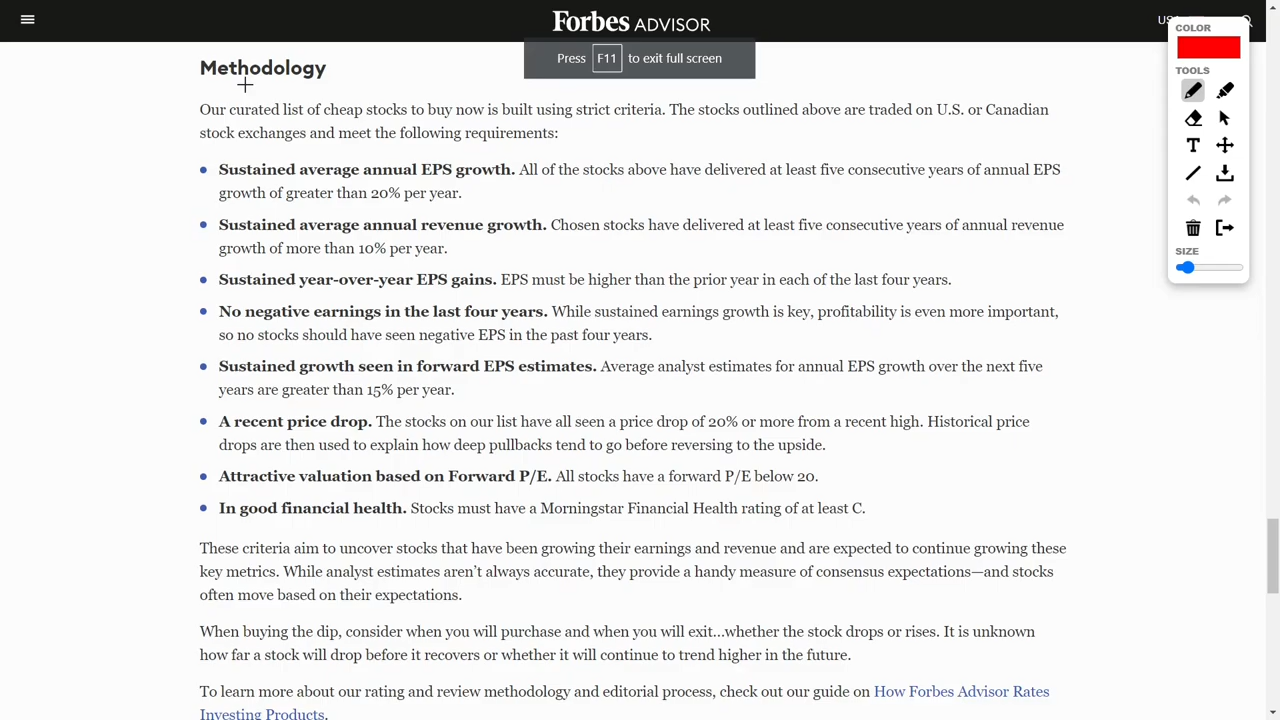 Forbes ADVISOR
US
Press F11 to exit full screen
COLOR
TOOLS
T
SIZE
Methodology
Our curated list of cheap stocks to buy now is built using strict criteria. The stocks outlined above are traded on U.S. or Canadian
stock exchanges and meet the following requirements:
Sustained average annual EPS growth. All of the stocks above have delivered at least five consecutive years of annual EPS
growth of greater than 20% per year.
Sustained average annual revenue growth. Chosen stocks have delivered at least five consecutive years of annual revenue
growth of more than 10% per year.
Sustained year-over-year EPS gains. EPS must be higher than the prior year in each of the last four years.
No negative earnings in the last four years. While sustained earnings growth is key, profitability is even more important,
so no stocks should have seen negative EPS in the past four years.
Sustained growth seen in forward EPS estimates. Average analyst estimates for annual EPS growth over the next five
years are greater than 15% per year.
A recent price drop. The stocks on our list have all seen a price drop of 20% or more from a recent high. Historical price
drops are then used to explain how deep pullbacks tend to go before reversing to the upside.
Attractive valuation based on Forward P/E. All stocks have a forward P/E below 20.
In good financial health. Stocks must have a Morningstar Financial Health rating of at least C.
These criteria aim to uncover stocks that have been growing their earnings and revenue and are expected to continue growing these
key metrics. While analyst estimates aren't always accurate, they provide a handy measure of consensus expectations—and stocks
often move based on their expectations.
When buying the dip, consider when you will purchase and when you will exit…whether the stock drops or rises. It is unknown
how far a stock will drop before it recovers or whether it will continue to trend higher in the future.
To learn more about our rating and review methodology and editorial process, check out our guide on How Forbes Advisor Rates
Investing Products.